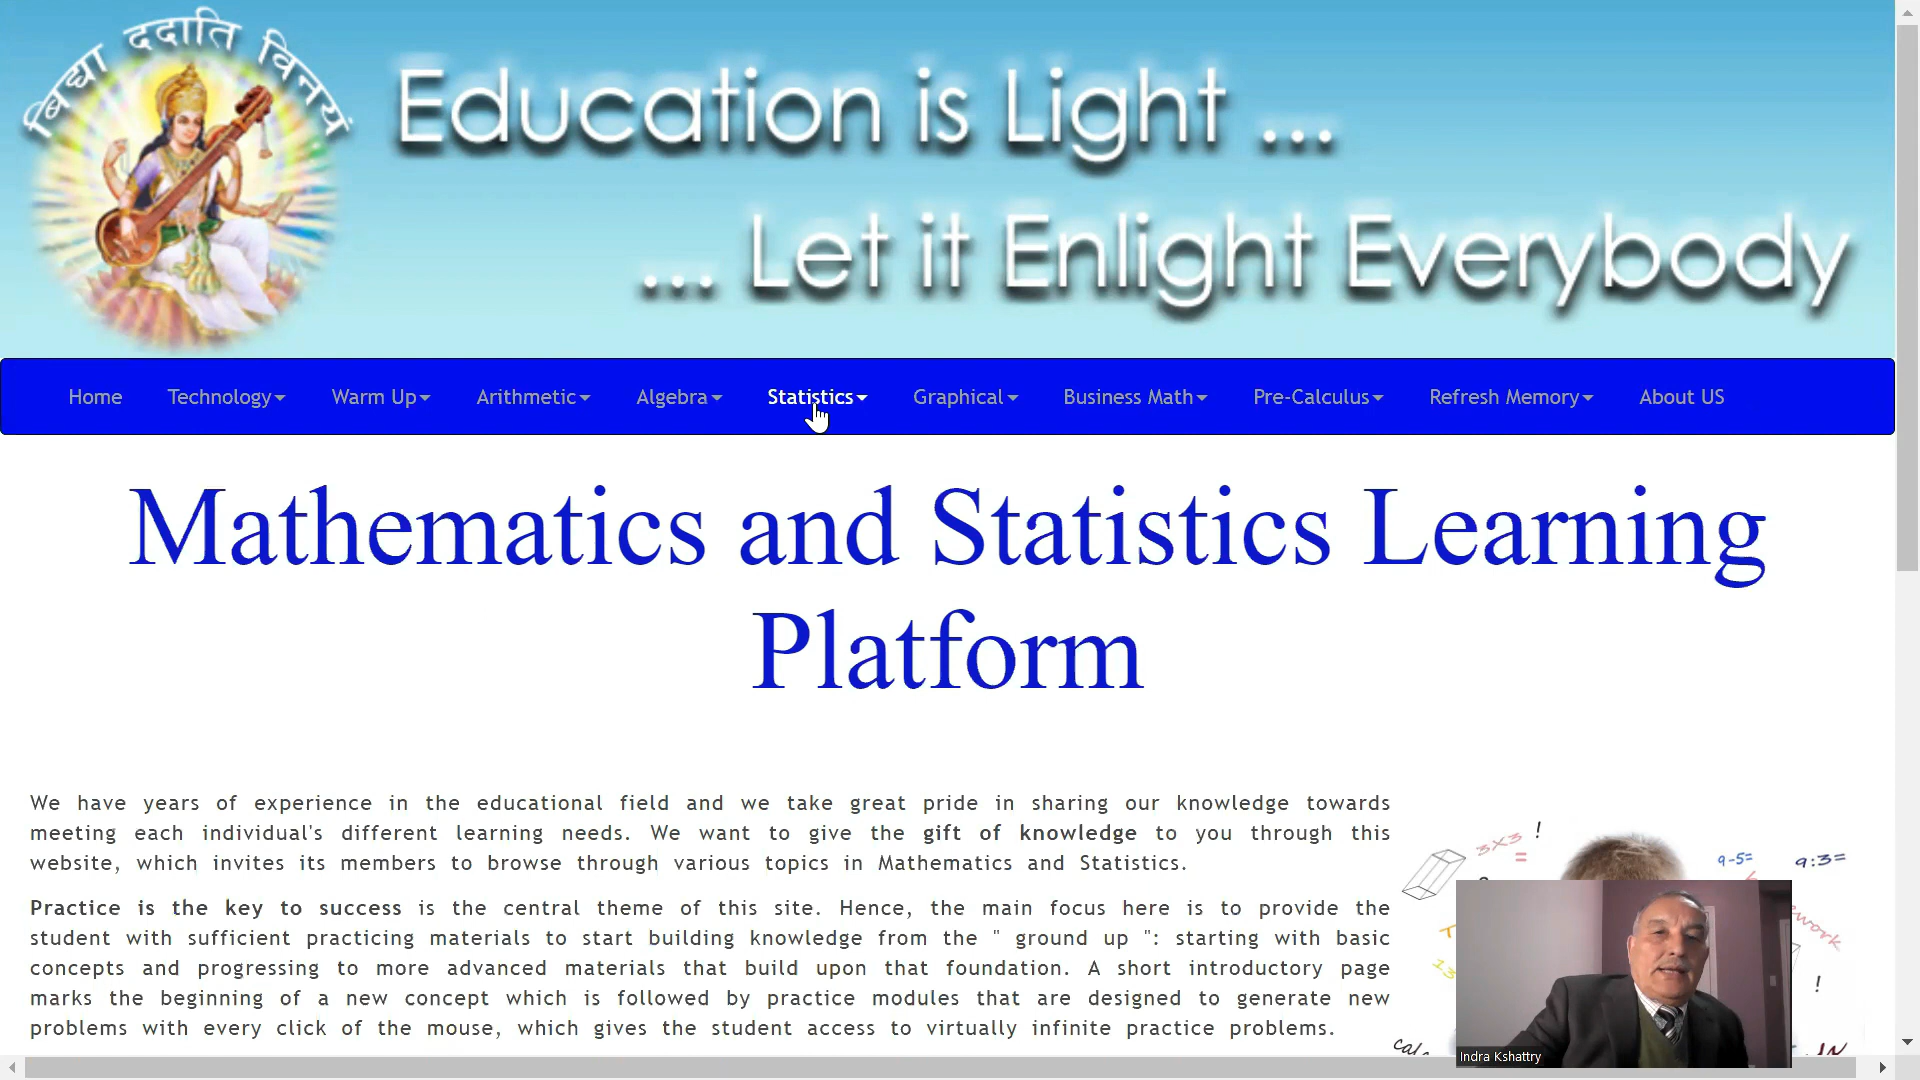 विद्या ददाति विनयं
Education is Light ...
... Let it Enlight Everybody
Home Technology Warm Up Arithmetic Algebra Statistics Graphical Business Math Pre-Calculus Refresh Memory About US
Mathematics and Statistics Learning
Platform
We have years of experience in the educational field and we take great pride in sharing our knowledge towards
meeting each individual's different learning needs. We want to give the gift of knowledge to you through this
website, which invites its members to browse through various topics in Mathematics and Statistics.
Practice is the key to success is the central theme of this site. Hence, the main focus here is to provide the
student with sufficient practicing materials to start building knowledge from the " ground up ": starting with basic
concepts and progressing to more advanced materials that build upon that foundation. A short introductory page
marks the beginning of a new concept which is followed by practice modules that are designed to generate new
problems with every click of the mouse, which gives the student access to virtually infinite practice problems.
3x3 !
=
9-5=
9:3=
!
Indra Kshattry